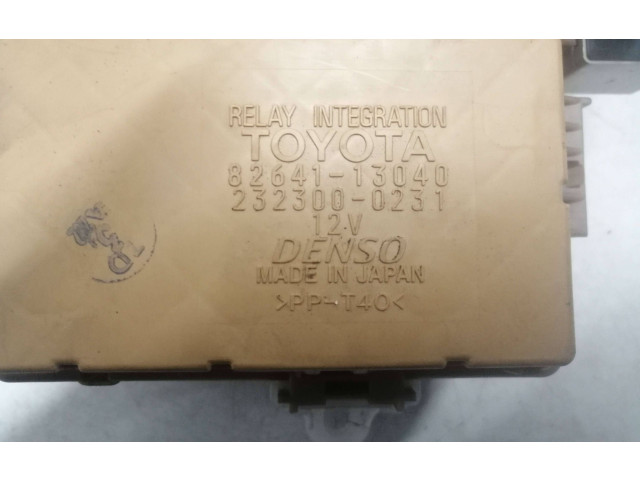 RELAY INTEGRATION
TOYOTA
82641-13040
232300-0231
12V
DENSO
MADE IN JAPAN
>PP-T40<